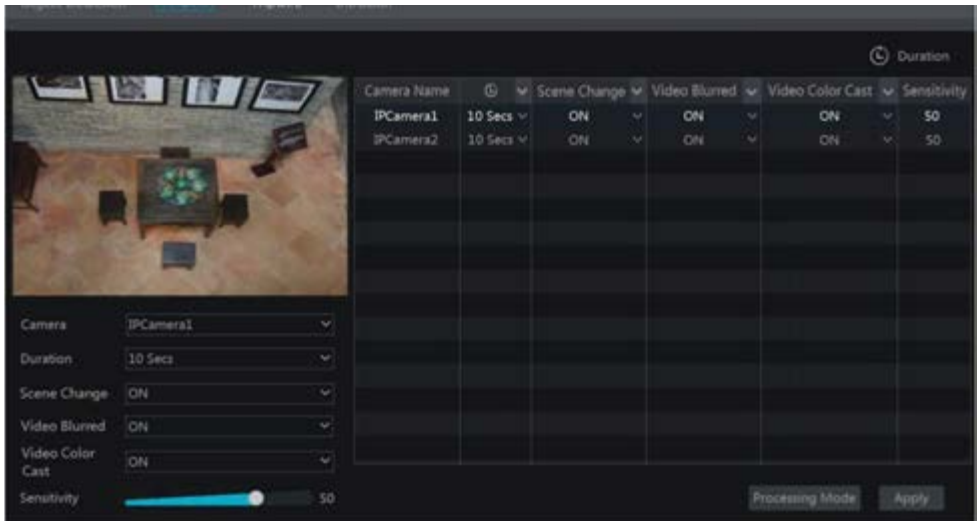 Duration
Camera Name Scene Change Video Blurred Video Color Cast Sensitivity
IPCamera1 10 Secs ON ON ON 50
IPCamera2 10 Secs ON ON ON 50
Camera IPCamera1
Duration 10 Secs
Scene Change ON
Video Blurred ON
Video Color
Cast ON
Sensitivity 50
Processing Mode Apply